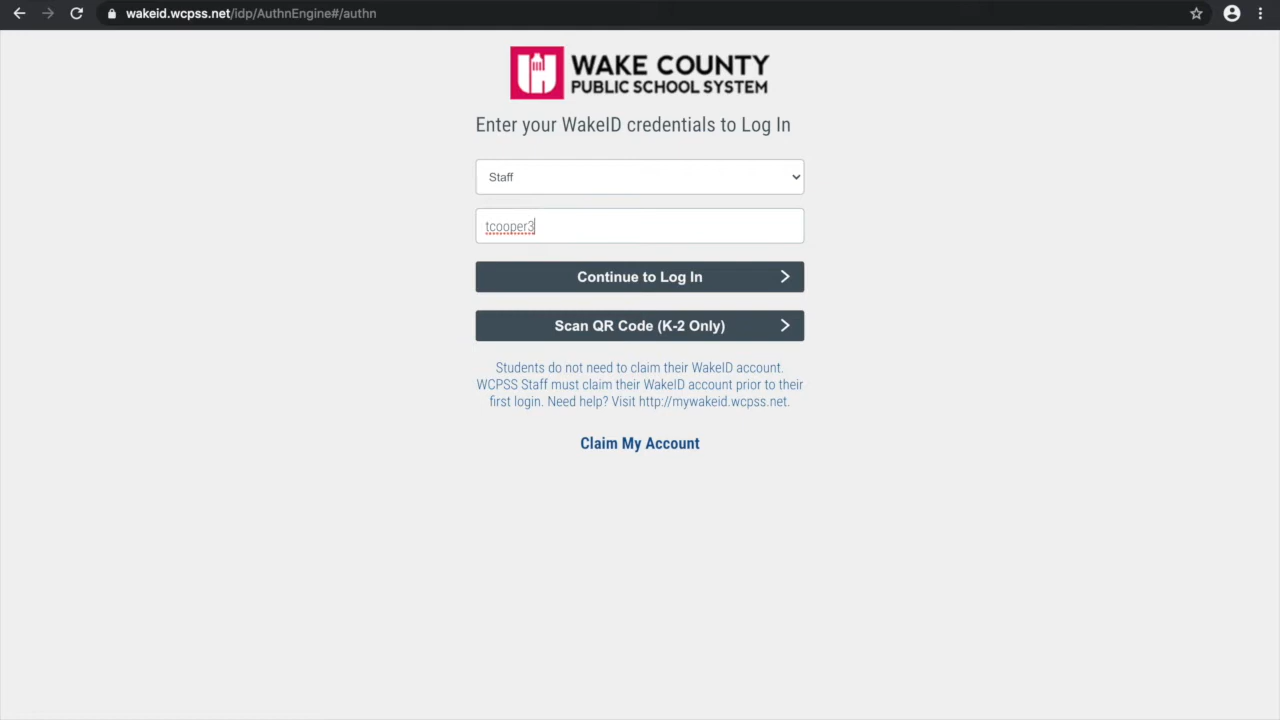 wakeid.wcpss.net/idp/AuthnEngine#/authn
WAKE COUNTY
PUBLIC SCHOOL SYSTEM
Enter your WakeID credentials to Log In
Staff
tcooper3
Continue to Log In
Scan QR Code (K-2 Only)
Students do not need to claim their WakeID account.
WCPSS Staff must claim their WakeID account prior to their
first login. Need help? Visit http://mywakeid.wcpss.net.
Claim My Account